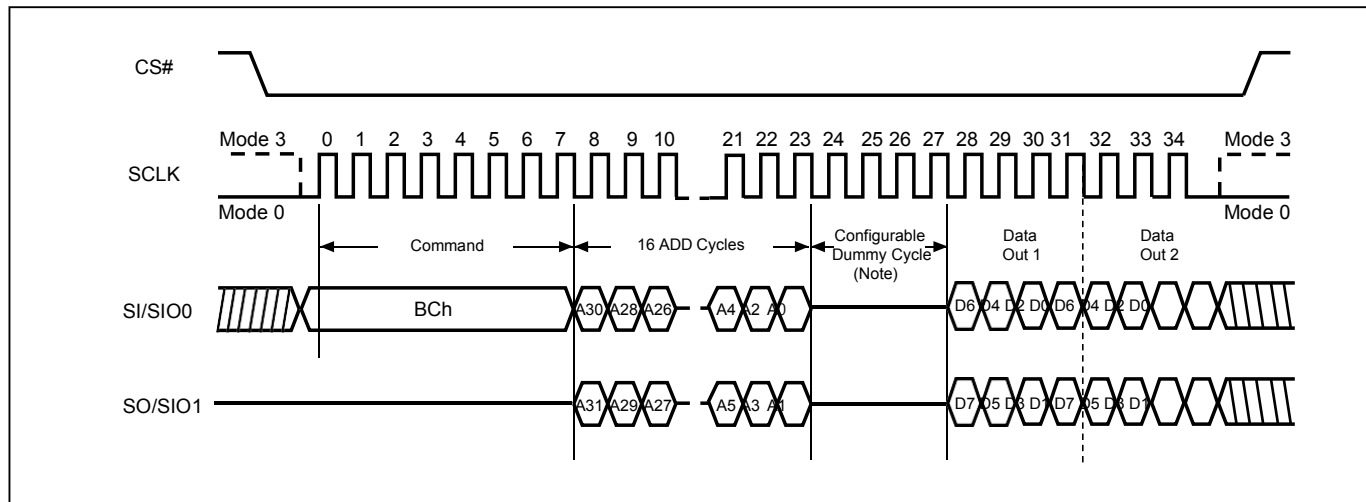 CS#
Mode 3 0 1 2 3 4 5 6 7 8 9 10 21 22 23 24 25 26 27 28 29 30 31 32 33 34 Mode 3
SCLK
Mode 0 Mode 0
Command 16 ADD Cycles Configurable Dummy Cycle (Note) Data Out 1 Data Out 2
SI/SIO0 BCh A30 A28 A26 A4 A2 A0 D6 D4 D2 D0 D6 D4 D2 D0
SO/SIO1 A31 A29 A27 A5 A3 A1 D7 D5 D3 D1 D7 D5 D3 D1